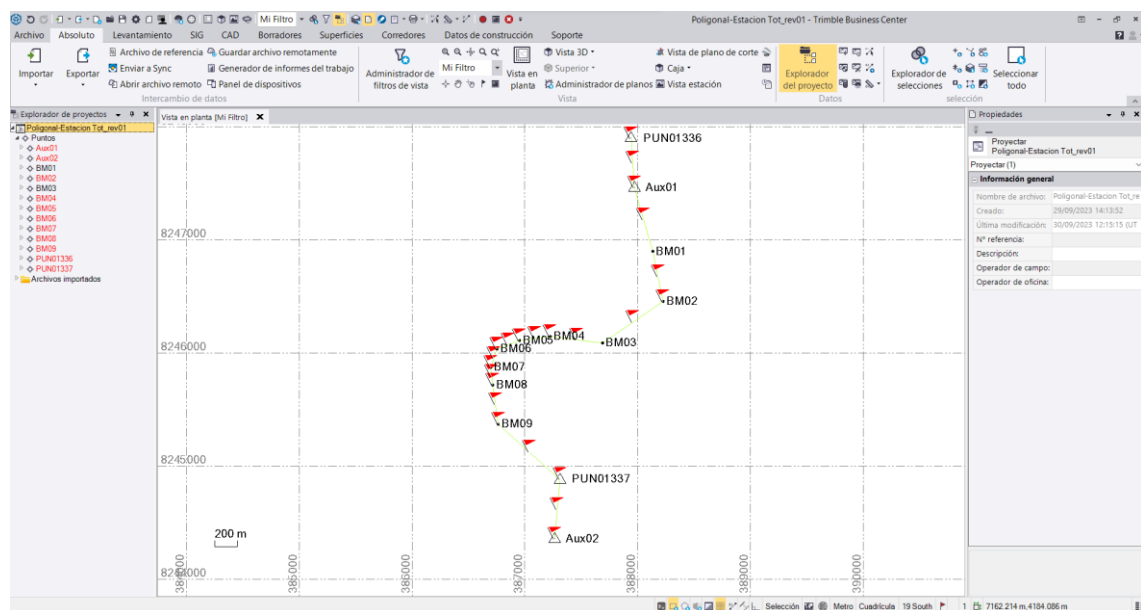 Mi Filtro
Poligonal-Estacion Tot_rev01 - Trimble Business Center
Archivo Absoluto Levantamiento SIG CAD Borradores Superficies Corredores Datos de construcción Soporte
Importar
Exportar
Archivo de referencia Guardar archivo remotamente
Enviar a Sync Generador de informes del trabajo
Abrir archivo remoto Panel de dispositivos
Intercambio de datos
Administrador de filtros de vista
Mi Filtro
Vista en planta
Vista 3D
Superior
Administrador de planos
Vista de plano de corte
Caja
Vista estación
Vista
Explorador del proyecto
Datos
Explorador de selecciones
Seleccionar todo
selección
Explorador de proyectos
Poligonal-Estacion Tot_rev01
Puntos
Aux01
Aux02
BM01
BM02
BM03
BM04
BM05
BM06
BM07
BM08
BM09
PUN01336
PUN01337
Archivos importados
Vista en planta [Mi Filtro]
PUN01336
Aux01
8247000
BM01
BM02
BM04
BM05
BM03
BM06
8246000
BM07
BM08
BM09
8245000
PUN01337
200 m
Aux02
8244000
385000
386000
387000
388000
389000
390000
Propiedades
Proyectar
Poligonal-Estacion Tot_rev01
Proyectar (1)
Información general
Nombre de archivo: Poligonal-Estacion Tot_re
Creado: 29/09/2023 14:13:52
Última modificación: 30/09/2023 12:15:15 (UT
Nº referencia:
Descripción:
Operador de campo:
Operador de oficina:
Selección Metro Cuadrícula 19 South 1 7162.214 m,4184.086 m